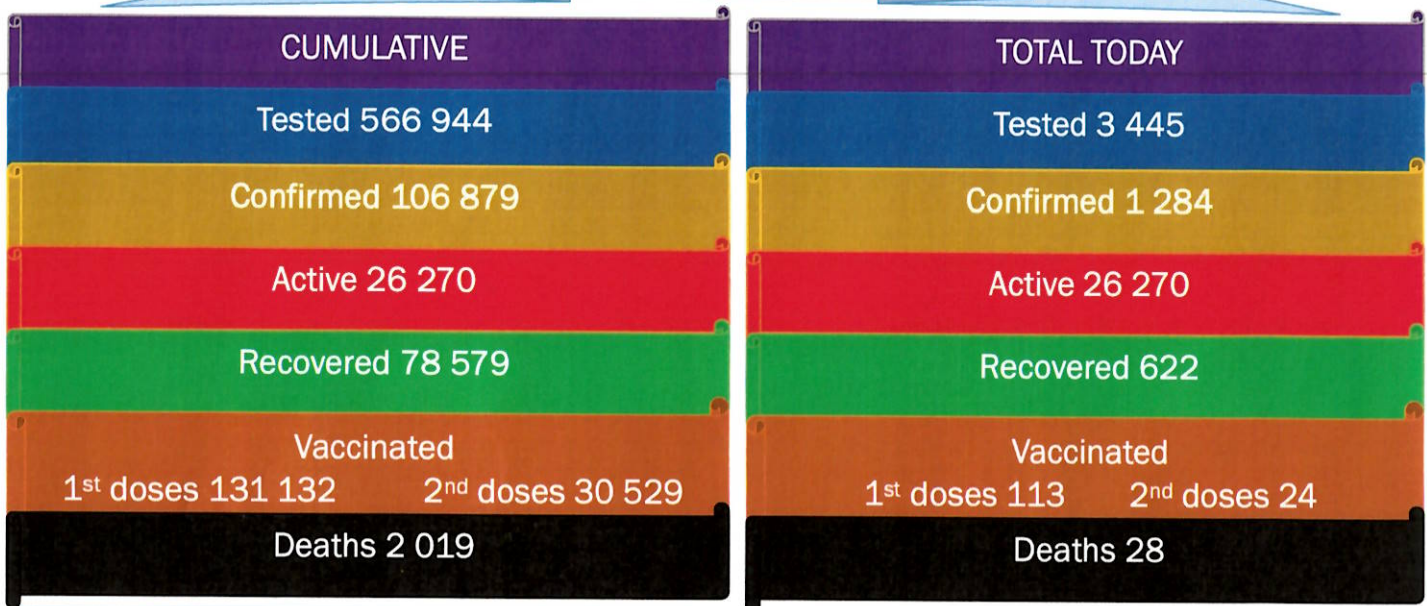 CUMULATIVE
Tested 566 944
Confirmed 106 879
Active 26 270
Recovered 78 579
Vaccinated
1st doses 131 132 2nd doses 30 529
Deaths 2 019
TOTAL TODAY
Tested 3 445
Confirmed 1 284
Active 26 270
Recovered 622
Vaccinated
1st doses 113 2nd doses 24
Deaths 28